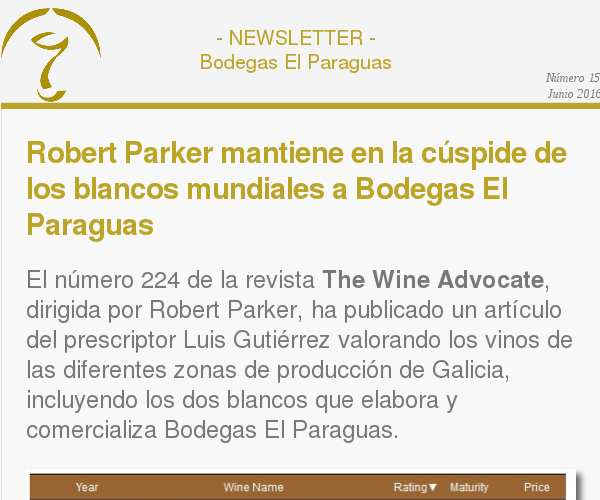 - NEWSLETTER -
Bodegas El Paraguas
Número 15
Junio 2016
Robert Parker mantiene en la cúspide de
los blancos mundiales a Bodegas El
Paraguas
El número 224 de la revista The Wine Advocate,
dirigida por Robert Parker, ha publicado un artículo
del prescriptor Luis Gutiérrez valorando los vinos de
las diferentes zonas de producción de Galicia,
incluyendo los dos blancos que elabora y
comercializa Bodegas El Paraguas.
Year Wine Name Rating▼ Maturity Price